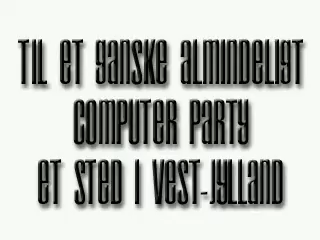 TIL ET GANSKE ALMINDELIGT
COMPUTER PARTY
ET STED I VEST-JYLLAND